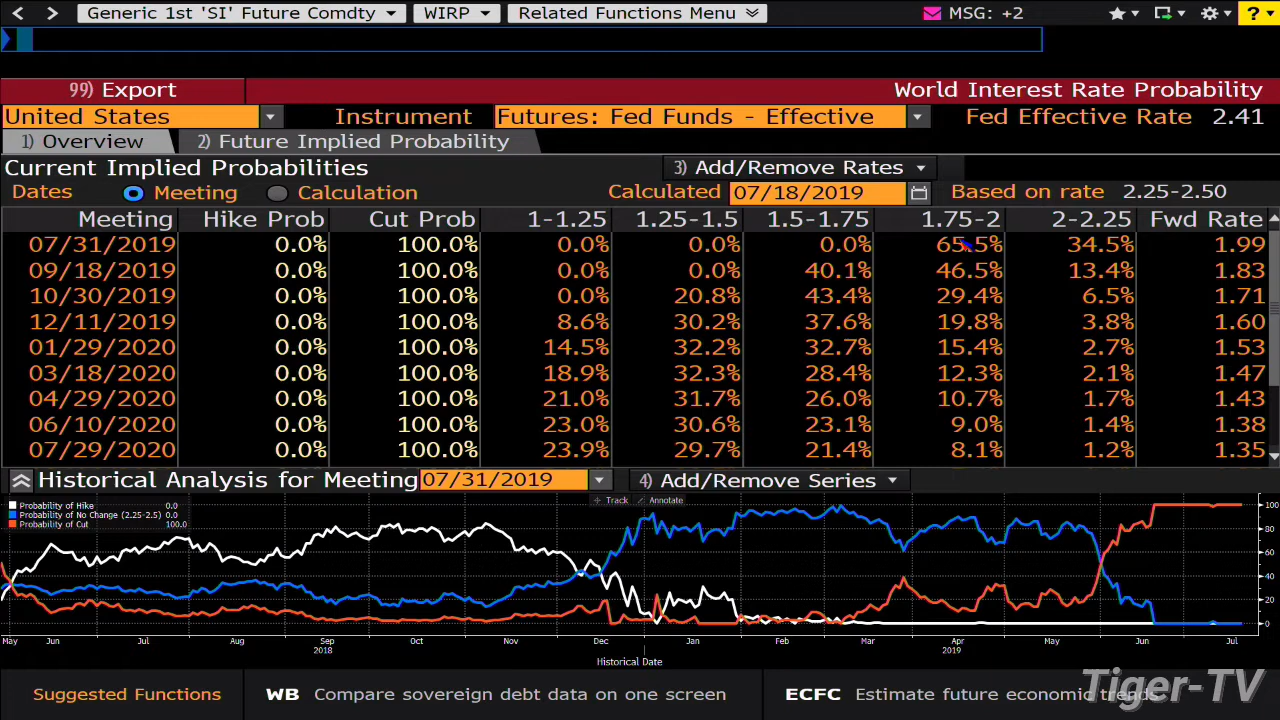 Generic 1st 'SI' Future Comdty WIRP Related Functions Menu MSG: +2 ?
99) Export World Interest Rate Probability
United States Instrument Futures: Fed Funds - Effective Fed Effective Rate 2.41
1) Overview 2) Future Implied Probability
Current Implied Probabilities 3) Add/Remove Rates
Dates Meeting Calculation Calculated 07/18/2019 Based on rate 2.25-2.50
Meeting Hike Prob Cut Prob 1-1.25 1.25-1.5 1.5-1.75 1.75-2 2-2.25 Fwd Rate
07/31/2019 0.0% 100.0% 0.0% 0.0% 0.0% 65.5% 34.5% 1.99
09/18/2019 0.0% 100.0% 0.0% 0.0% 40.1% 46.5% 13.4% 1.83
10/30/2019 0.0% 100.0% 0.0% 20.8% 43.4% 29.4% 6.5% 1.71
12/11/2019 0.0% 100.0% 8.6% 30.2% 37.6% 19.8% 3.8% 1.60
01/29/2020 0.0% 100.0% 14.5% 32.2% 32.7% 15.4% 2.7% 1.53
03/18/2020 0.0% 100.0% 18.9% 32.3% 28.4% 12.3% 2.1% 1.47
04/29/2020 0.0% 100.0% 21.0% 31.7% 26.0% 10.7% 1.7% 1.43
06/10/2020 0.0% 100.0% 23.0% 30.6% 23.1% 9.0% 1.4% 1.38
07/29/2020 0.0% 100.0% 23.9% 29.7% 21.4% 8.1% 1.2% 1.35
Historical Analysis for Meeting 07/31/2019 4) Add/Remove Series
Track Annotate
Probability of Hike 0.0
Probability of No Change (2.25-2.5) 0.0
Probability of Cut 100.0
100
80
60
40
20
0
May Jun Jul Aug Sep Oct Nov Dec Jan Feb Mar Apr May Jun Jul
2018 2019
Historical Date
Suggested Functions WB Compare sovereign debt data on one screen ECFC Estimate future economic trends
Tiger-TV